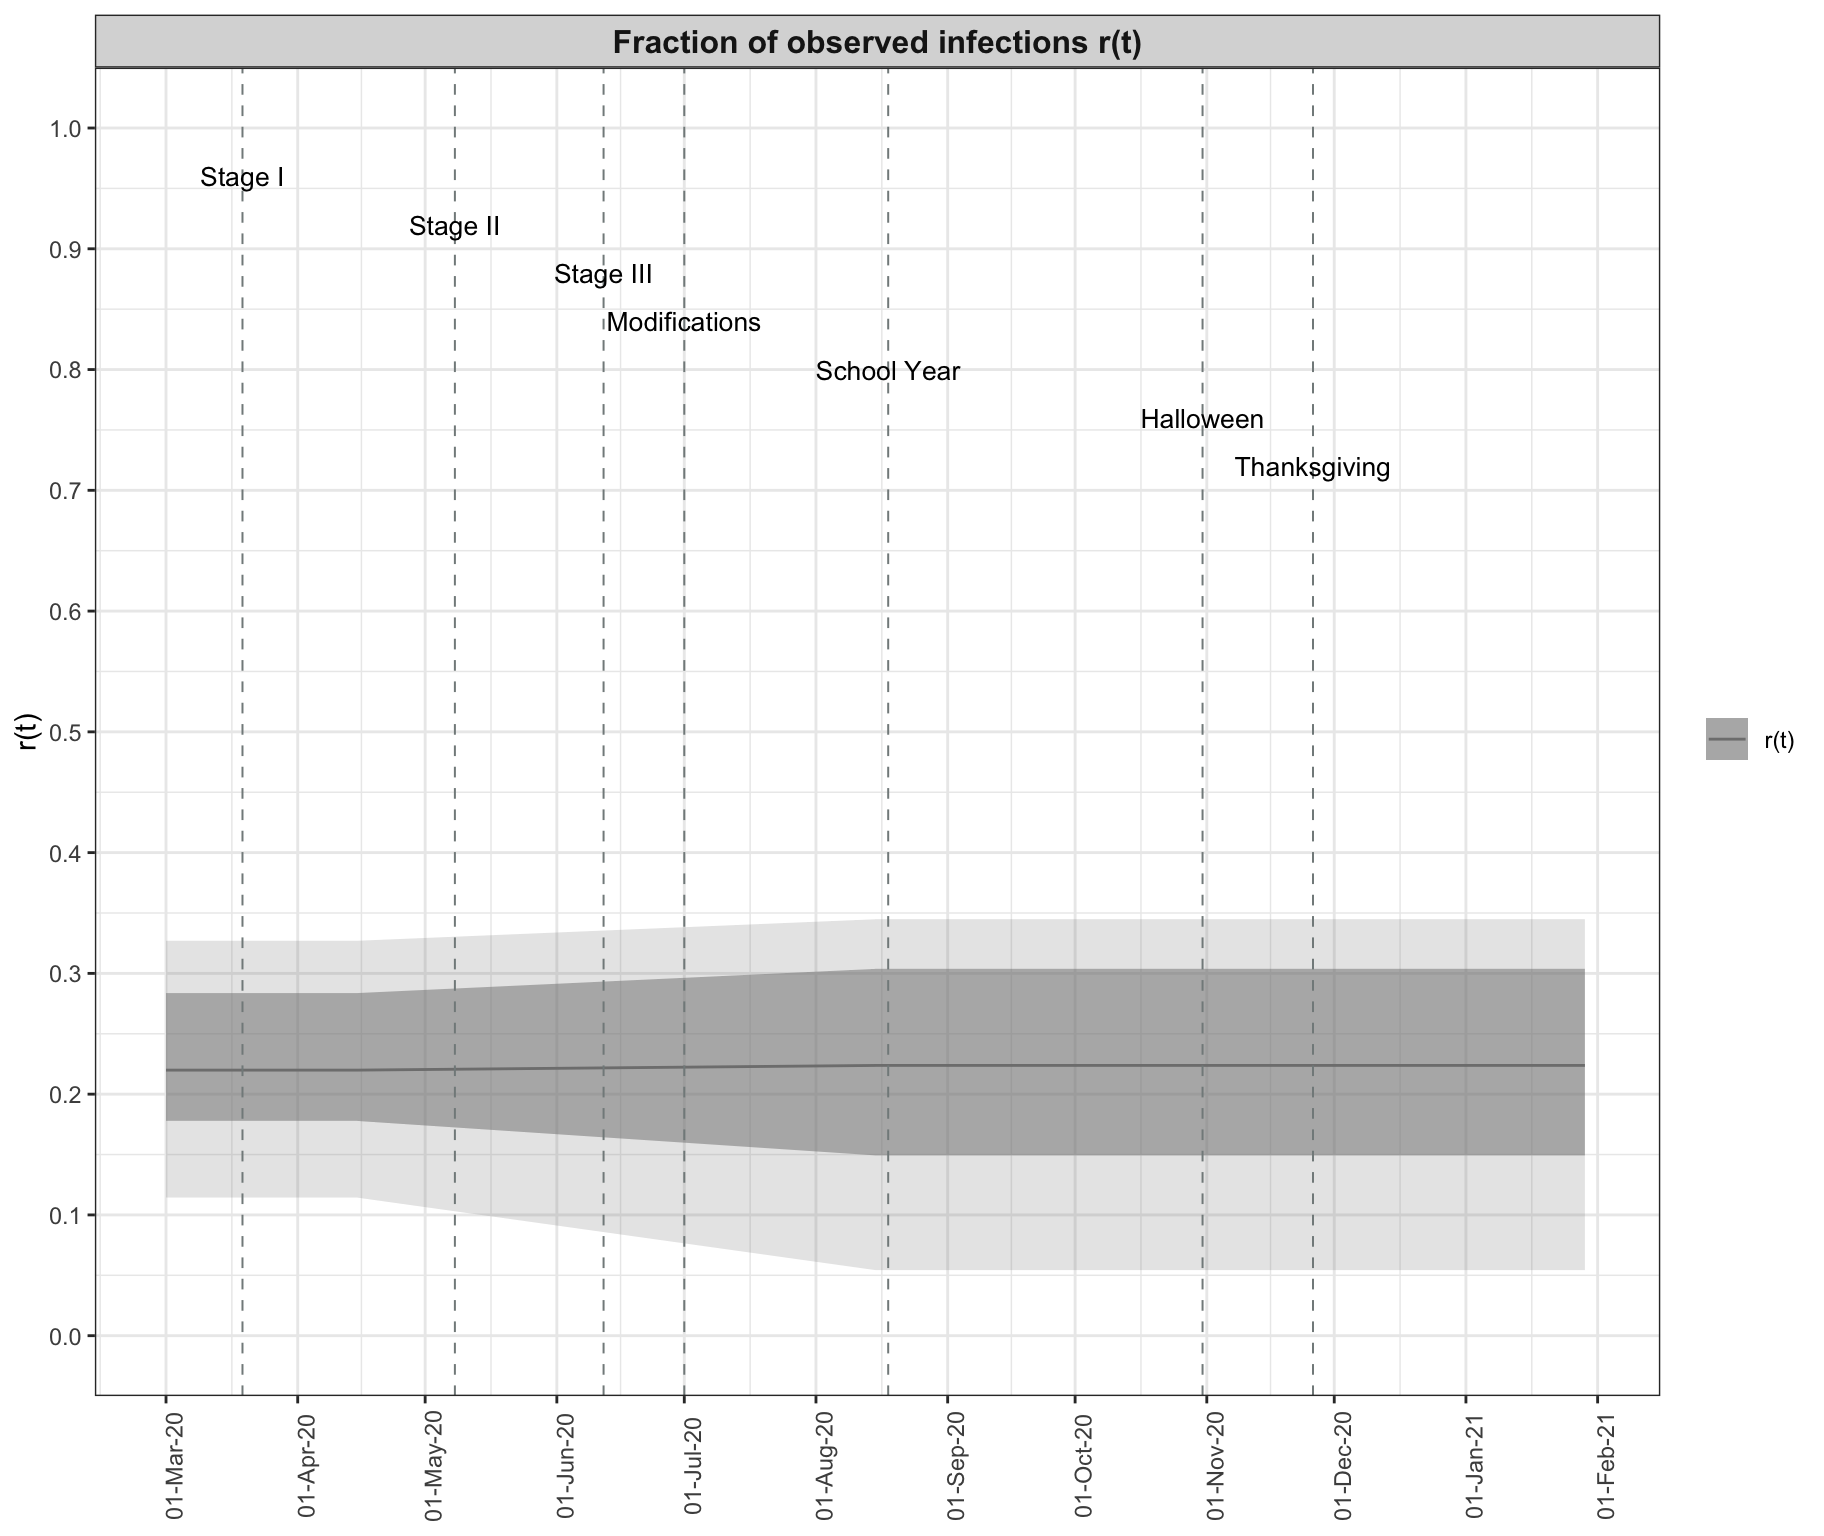 Fraction of observed infections r(t)
1.0
0.9
0.8
0.7
0.6
0.5
0.4
0.3
0.2
0.1
0.0
r(t)
Stage I
Stage II
Stage III
Modifications
School Year
Halloween
Thanksgiving
01-Mar-20
01-Apr-20
01-May-20
01-Jun-20
01-Jul-20
01-Aug-20
01-Sep-20
01-Oct-20
01-Nov-20
01-Dec-20
01-Jan-21
01-Feb-21
r(t)